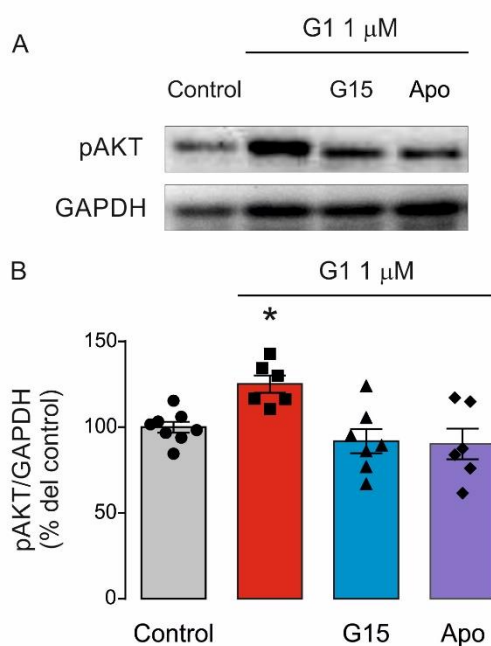 A
G1 1 μM
Control G15 Apo
pAKT
GAPDH
B
G1 1 μM
*
150
100
50
0
pAKT/GAPDH
(% del control)
Control G15 Apo